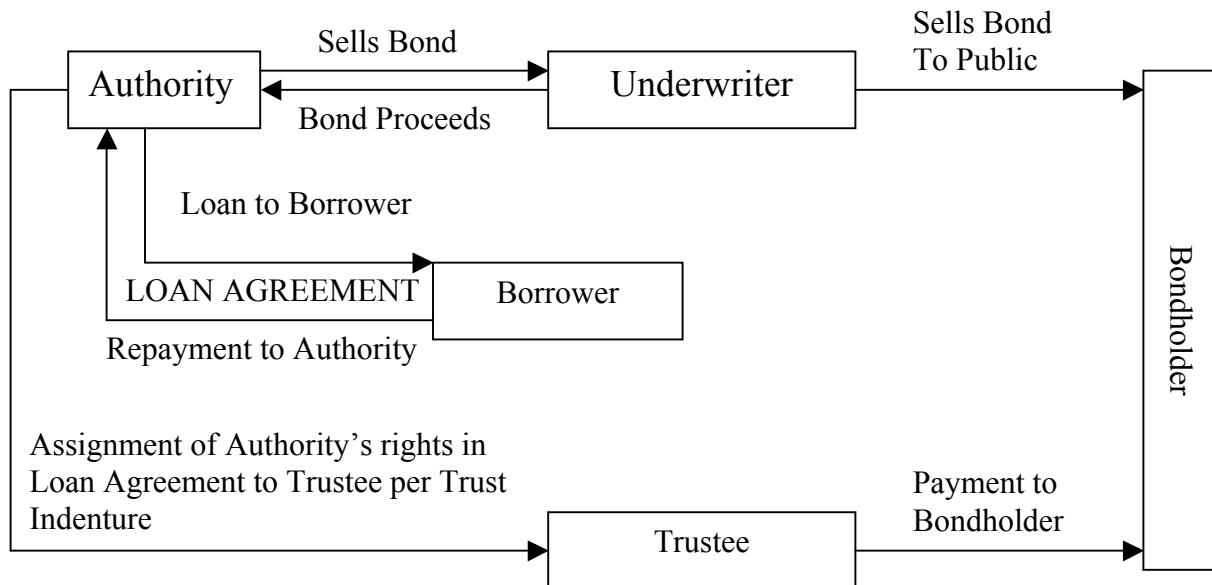 Sells Bond
Sells Bond
To Public
Authority
Underwriter
Bond Proceeds
Loan to Borrower
LOAN AGREEMENT
Borrower
Repayment to Authority
Bondholder
Assignment of Authority’s rights in
Loan Agreement to Trustee per Trust
Indenture
Payment to
Bondholder
Trustee